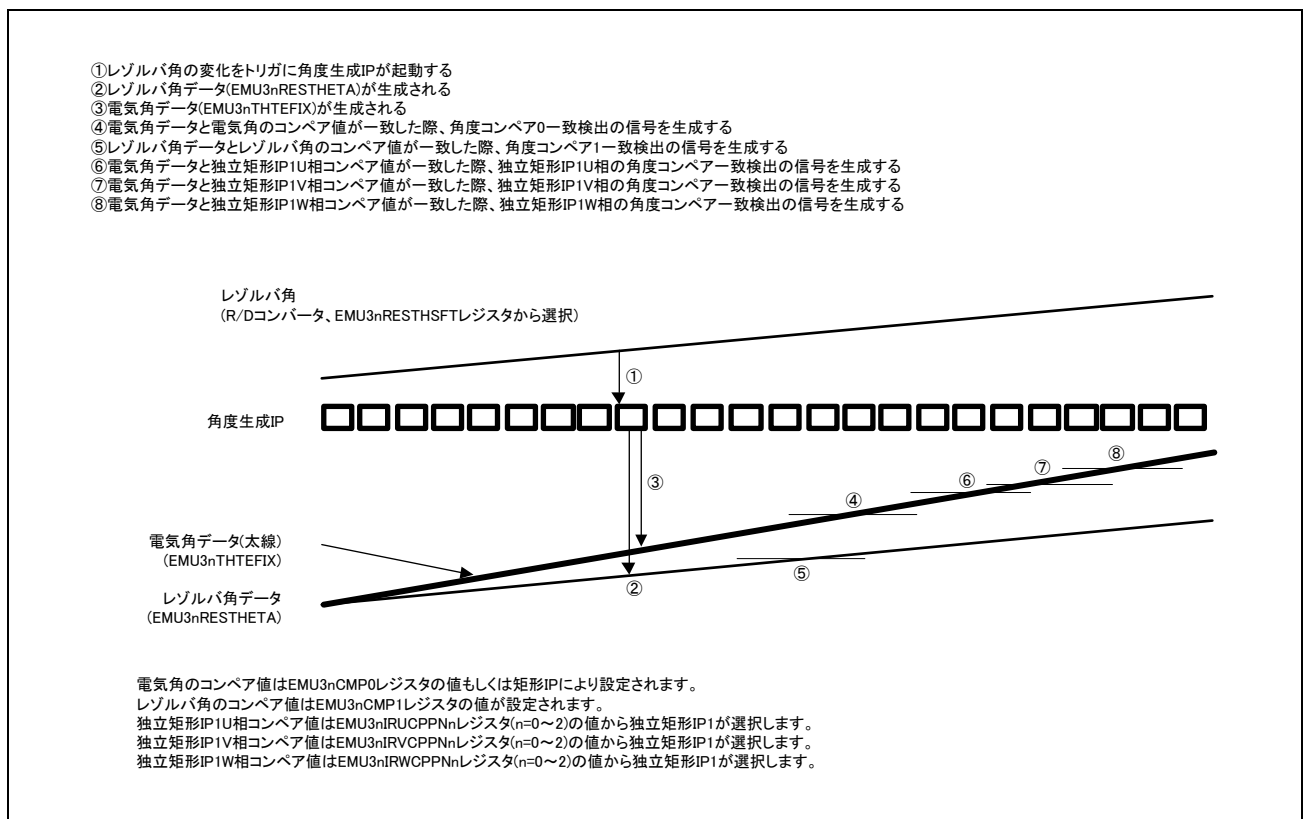 ①レゾルバ角の変化をトリガに角度生成IPが起動する
②レゾルバ角データ(EMU3nRESTHETA)が生成される
③電気角データ(EMU3nTHTEFIX)が生成される
④電気角データと電気角のコンペア値が一致した際、角度コンペア0一致検出の信号を生成する
⑤レゾルバ角データとレゾルバ角のコンペア値が一致した際、角度コンペア1一致検出の信号を生成する
⑥電気角データと独立矩形IP1U相コンペア値が一致した際、独立矩形IP1U相の角度コンペア一致検出の信号を生成する
⑦電気角データと独立矩形IP1V相コンペア値が一致した際、独立矩形IP1V相の角度コンペア一致検出の信号を生成する
⑧電気角データと独立矩形IP1W相コンペア値が一致した際、独立矩形IP1W相の角度コンペア一致検出の信号を生成する
レゾルバ角
(R/Dコンバータ、EMU3nRESTHSFTレジスタから選択)
①
角度生成IP
⑧
⑦
③
⑥
④
電気角データ(太線)
(EMU3nTHTEFIX)
⑤
②
レゾルバ角データ
(EMU3nRESTHETA)
電気角のコンペア値はEMU3nCMP0レジスタの値もしくは矩形IPにより設定されます。
レゾルバ角のコンペア値はEMU3nCMP1レジスタの値が設定されます。
独立矩形IP1U相コンペア値はEMU3nIRUCPPNnレジスタ(n=0~2)の値から独立矩形IP1が選択します。
独立矩形IP1V相コンペア値はEMU3nIRVCPPNnレジスタ(n=0~2)の値から独立矩形IP1が選択します。
独立矩形IP1W相コンペア値はEMU3nIRWCPPNnレジスタ(n=0~2)の値から独立矩形IP1が選択します。